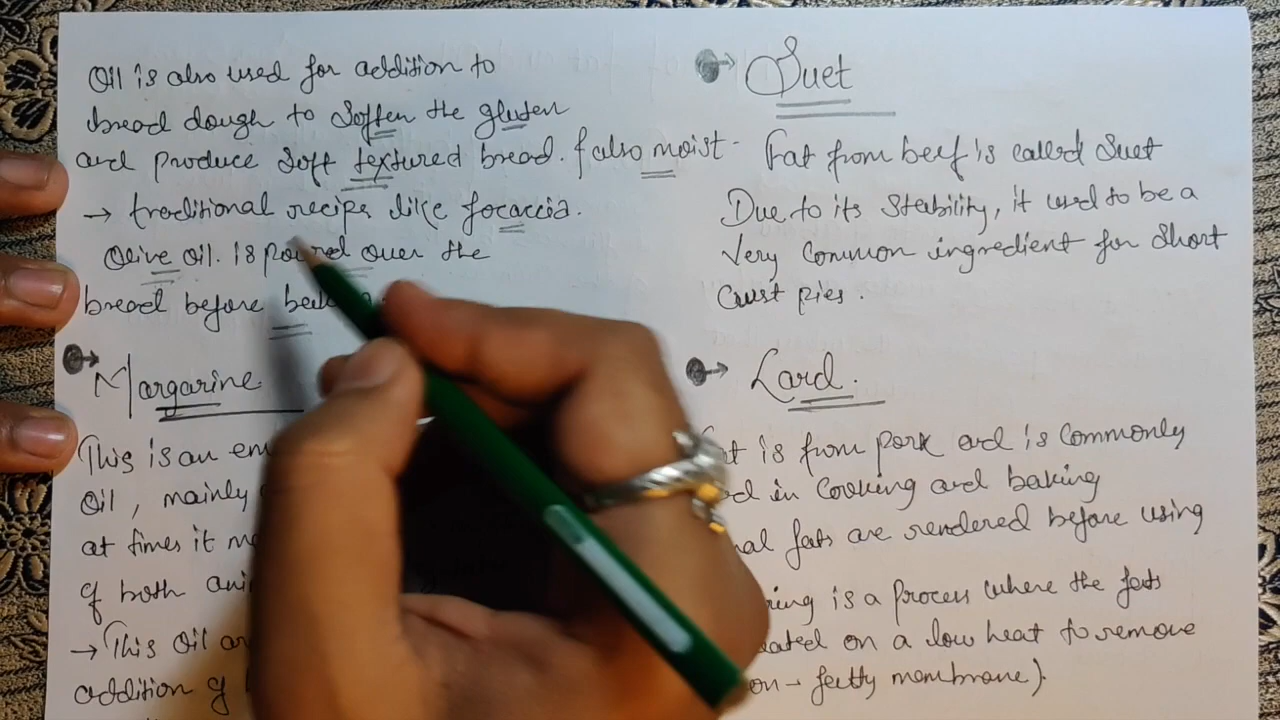 Oil is also used for addition to
bread dough to soften the gluten
and produce soft textured bread. & also moist.
→ traditional recipe like focaccia.
Olive oil. is poured over the
bread before
Margarine
This is an
Oil, mainly
at times it
of both
→ This Oil
addition of
Suet
Fat from beef is called Suet
Due to its Stability, it used to be a
Very Common ingredient for Short
Crust pies.
Lard.
is from pork and is Commonly
in Cooking and baking
fats are rendered before using
is a process where the fats
on a low heat to remove
fatty membrane).